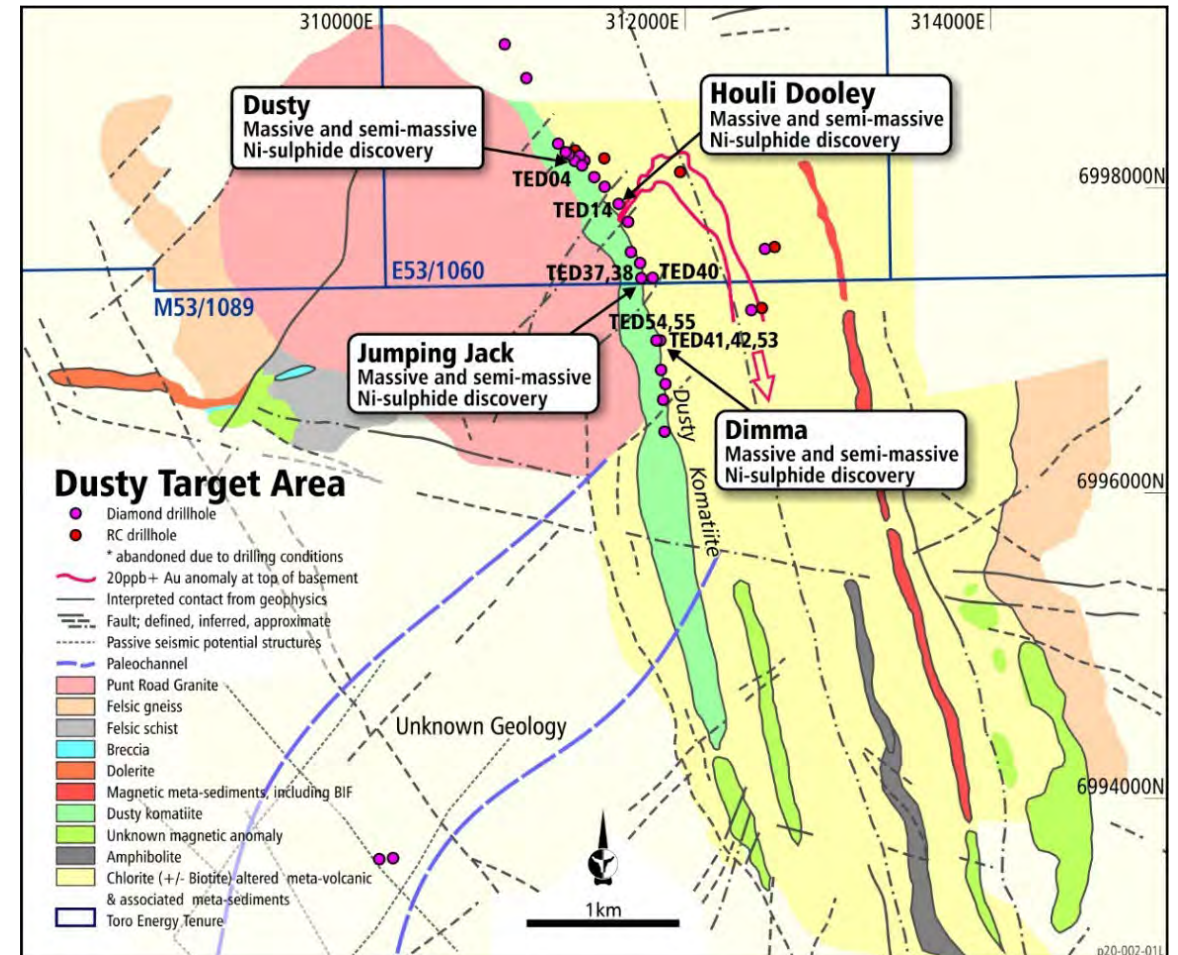 310000E
312000E
314000E
Dusty
Massive and semi-massive
Ni-sulphide discovery
Houli Dooley
Massive and semi-massive
Ni-sulphide discovery
TED04
6998000N
TED14
E53/1060
TED37,38
TED40
M53/1089
TED54,55
TED41,42,53
Jumping Jack
Massive and semi-massive
Ni-sulphide discovery
Dusty
Komatiite
Dimma
Massive and semi-massive
Ni-sulphide discovery
6996000N
Dusty Target Area
Diamond drillhole
RC drillhole
* abandoned due to drilling conditions
20ppb+ Au anomaly at top of basement
Interpreted contact from geophysics
Fault; defined, inferred, approximate
Passive seismic potential structures
Paleochannel
Punt Road Granite
Felsic gneiss
Felsic schist
Breccia
Dolerite
Magnetic meta-sediments, including BIF
Dusty komatiite
Unknown magnetic anomaly
Amphibolite
Chlorite (+/- Biotite) altered meta-volcanic
& associated meta-sediments
Toro Energy Tenure
Unknown Geology
6994000N
1km
p20-002-01L